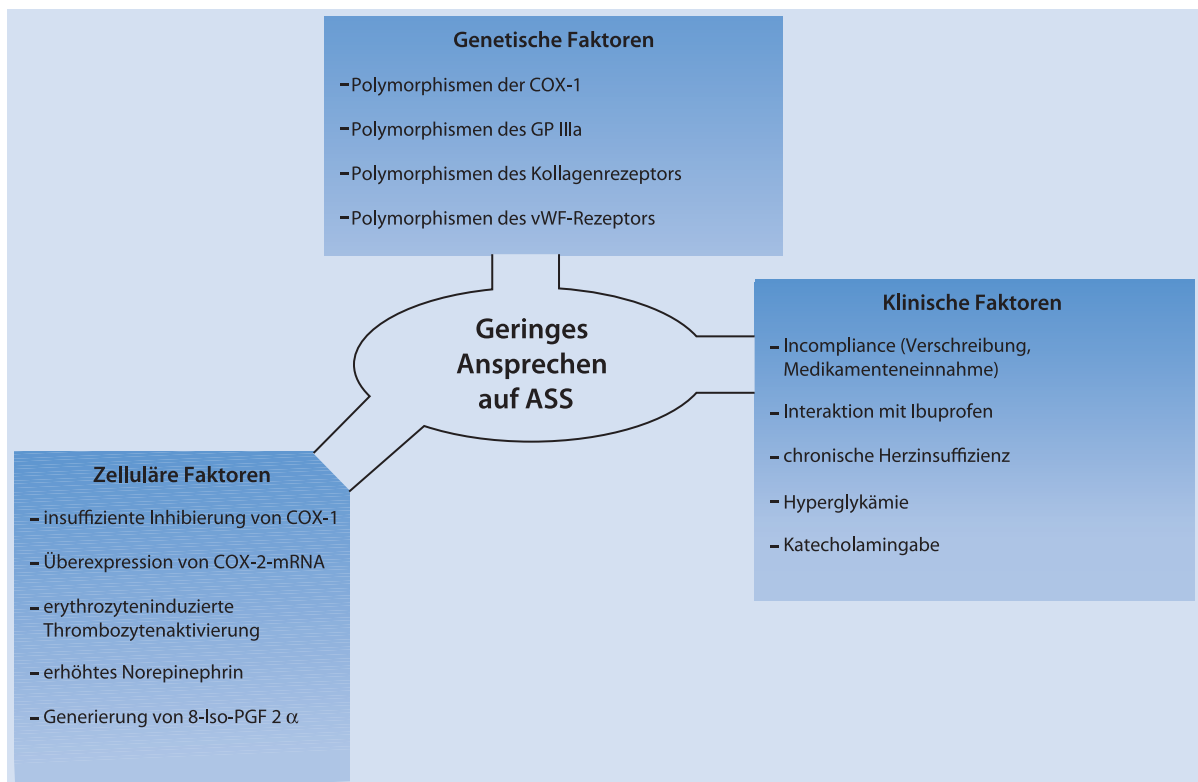 Genetische Faktoren
– Polymorphismen der COX-1
– Polymorphismen des GP IIIa
– Polymorphismen des Kollagenrezeptors
– Polymorphismen des vWF-Rezeptors
Geringes
Ansprechen
auf ASS
Klinische Faktoren
– Incompliance (Verschreibung,
Medikamenteneinnahme)
– Interaktion mit Ibuprofen
– chronische Herzinsuffizienz
– Hyperglykämie
– Katecholamingabe
Zelluläre Faktoren
– insuffiziente Inhibierung von COX-1
– Überexpression von COX-2-mRNA
– erythrozyteninduzierte
Thrombozytenaktivierung
– erhöhtes Norepinephrin
– Generierung von 8-Iso-PGF 2 α